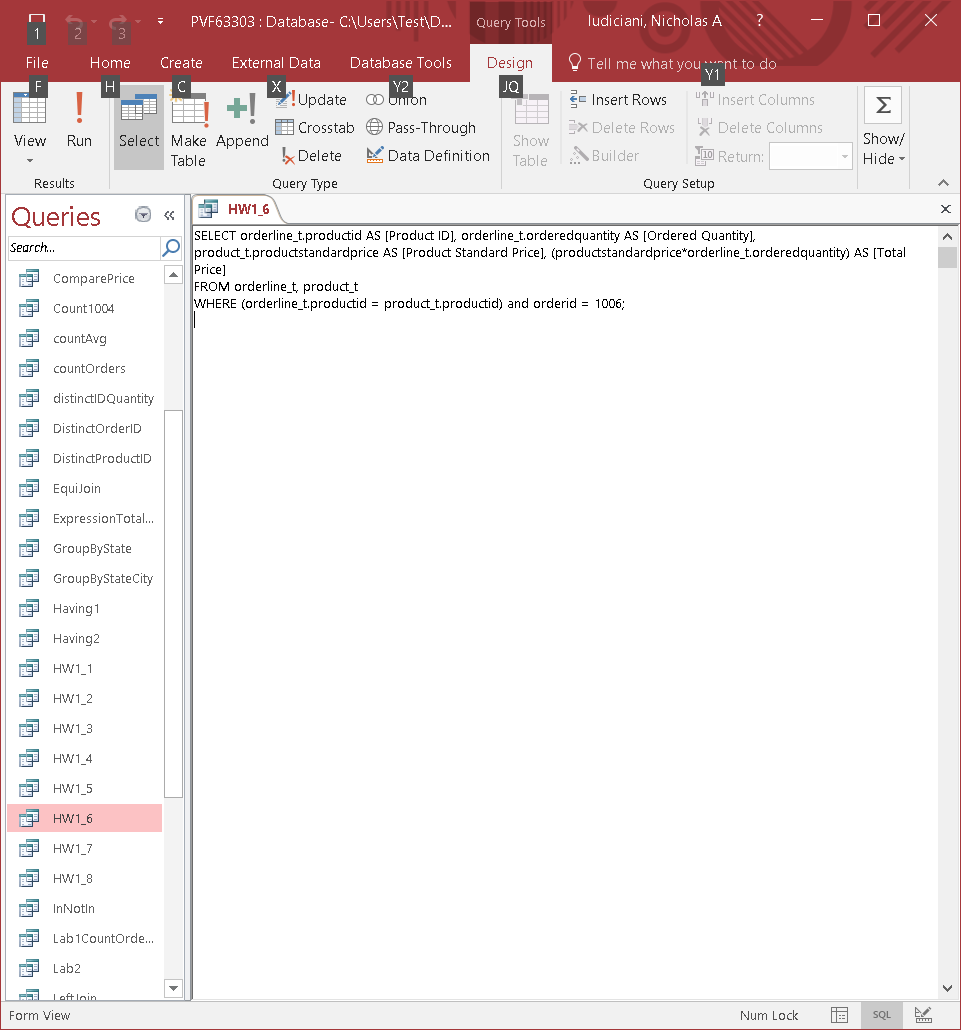 1 2 3 PVF63303 : Database- C:\Users\Test\D... Query Tools Iudiciani, Nicholas A ?
File Home Create External Data Database Tools Design Tell me what you want to do
F H C X Y2 JQ Y1
View
Run
Select
Make
Table
Append
Update
Crosstab
Delete
Union
Pass-Through
Data Definition
Show
Table
Insert Rows
Delete Rows
Builder
Insert Columns
Delete Columns
Return:
Σ
Show/
Hide
Results Query Type Query Setup
Queries
Search...
ComparePrice
Count1004
countAvg
countOrders
distinctIDQuantity
DistinctOrderID
DistinctProductID
EquiJoin
ExpressionTotal...
GroupByState
GroupByStateCity
Having1
Having2
HW1_1
HW1_2
HW1_3
HW1_4
HW1_5
HW1_6
HW1_7
HW1_8
InNotIn
Lab1CountOrde...
Lab2
LeftJoin
HW1_6
SELECT orderline_t.productid AS [Product ID], orderline_t.orderedquantity AS [Ordered Quantity],
product_t.productstandardprice AS [Product Standard Price], (productstandardprice*orderline_t.orderedquantity) AS [Total
Price]
FROM orderline_t, product_t
WHERE (orderline_t.productid = product_t.productid) and orderid = 1006;
Form View Num Lock SQL